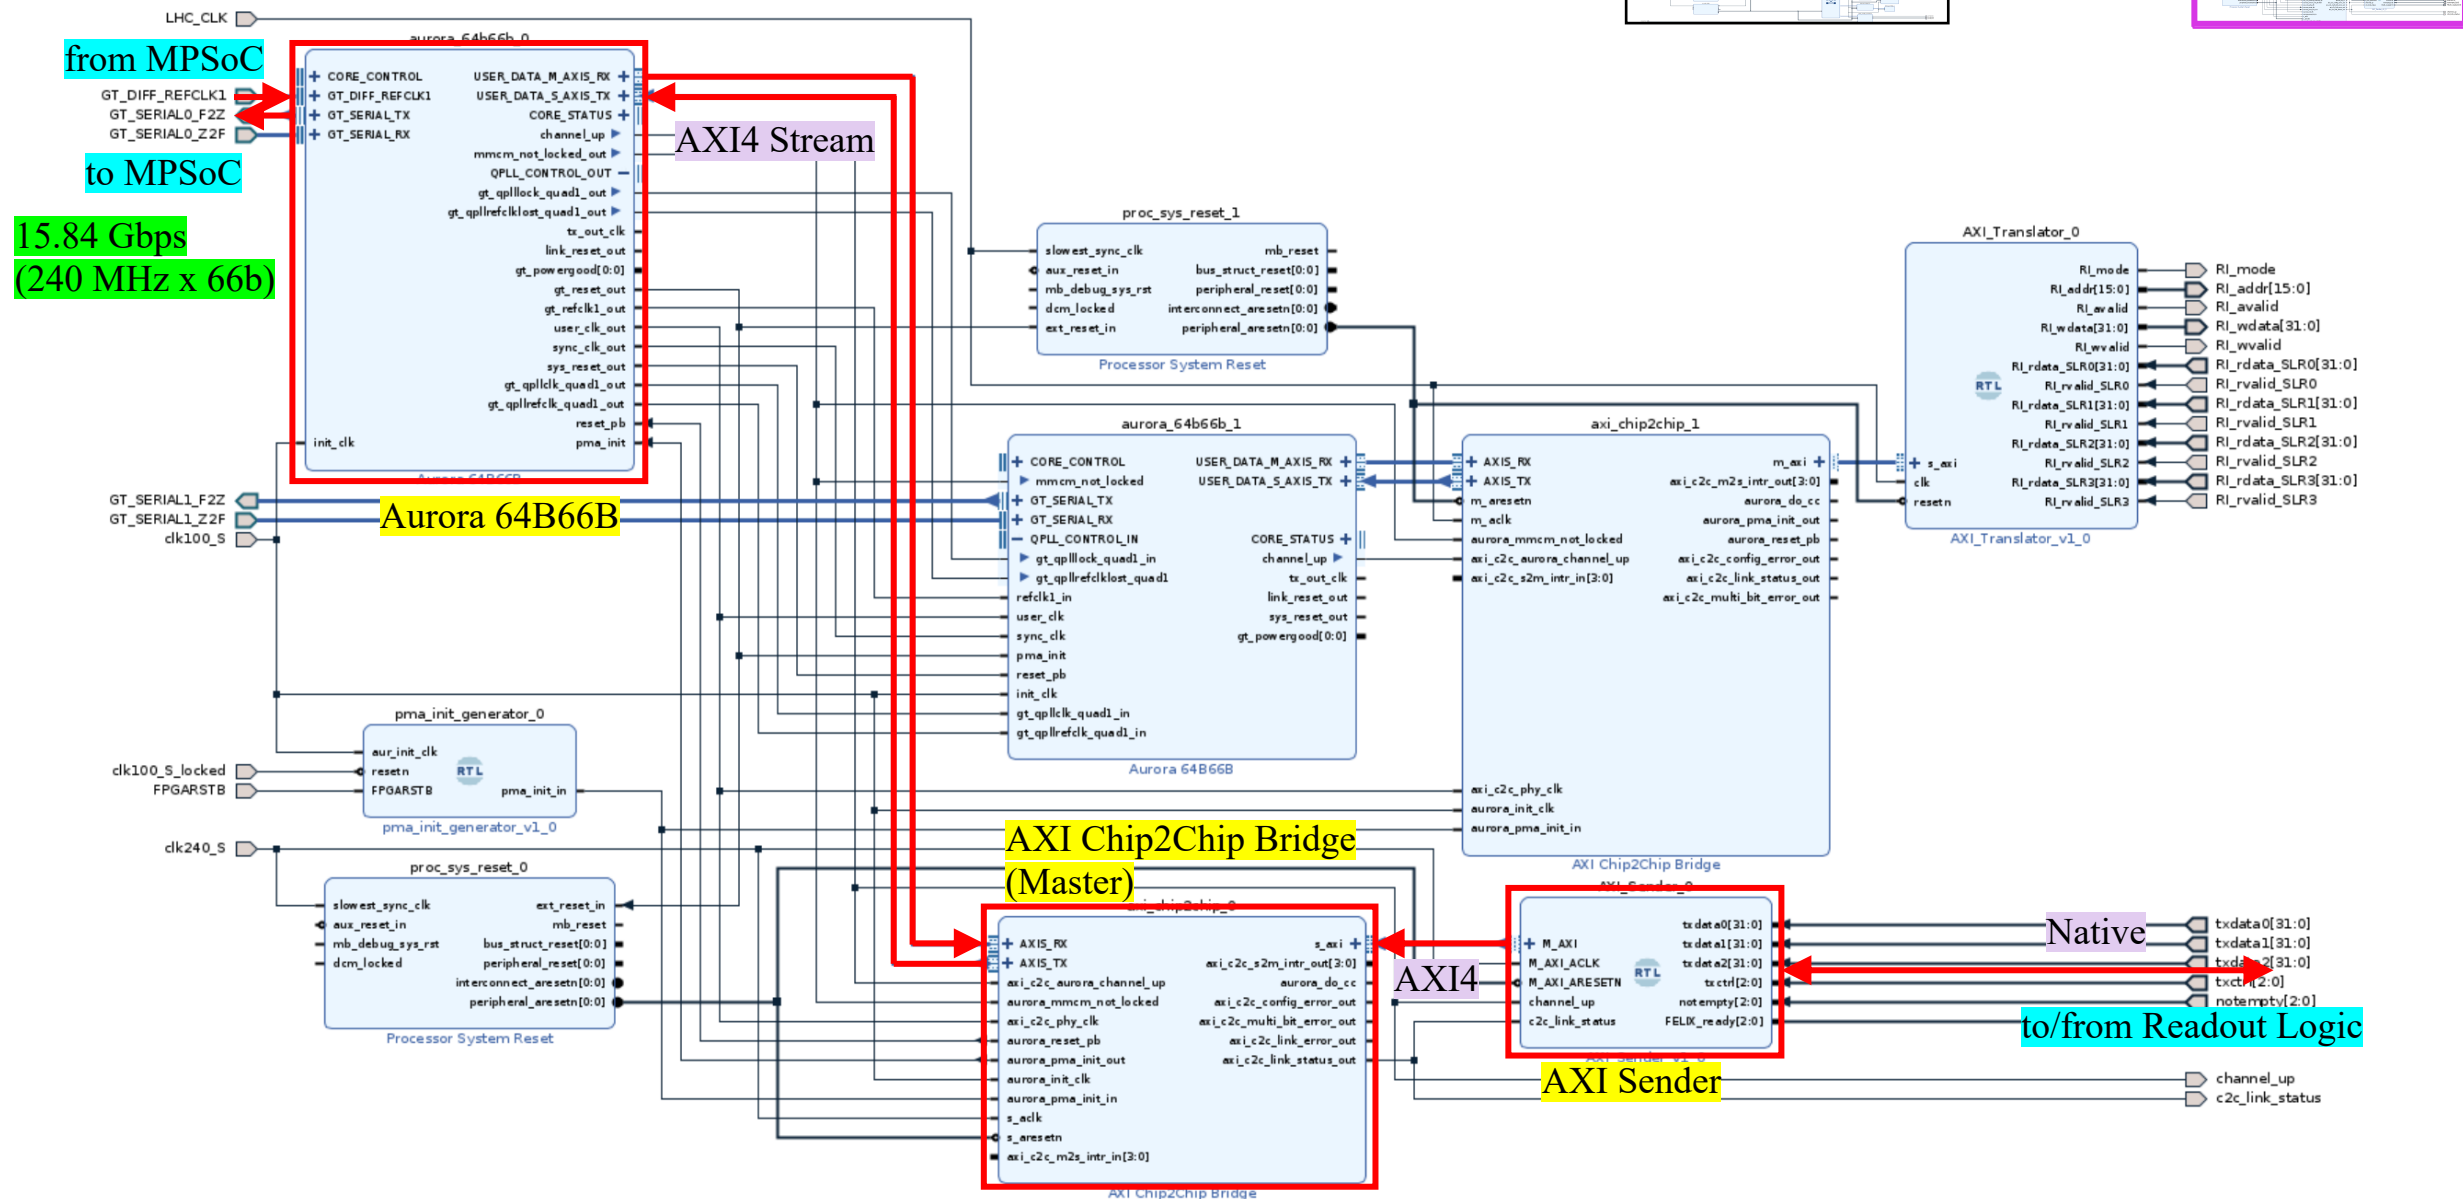 LHC_CLK
from MPSoC
GT_DIFF_REFCLK1
GT_SERIAL0_F2Z
GT_SERIAL0_Z2F
to MPSoC
15.84 Gbps
(240 MHz x 66b)
aurora_64b66b_0
CORE_CONTROL
GT_DIFF_REFCLK1
GT_SERIAL_TX
GT_SERIAL_RX
init_clk
USER_DATA_M_AXIS_RX
USER_DATA_S_AXIS_TX
CORE_STATUS
channel_up
mmcm_not_locked_out
QPLL_CONTROL_OUT
gt_qplllock_quad1_out
gt_qpllrefclklost_quad1_out
tx_out_clk
link_reset_out
gt_powergood[0:0]
gt_reset_out
gt_refclk1_out
user_clk_out
sync_clk_out
sys_reset_out
gt_qpllclk_quad1_out
gt_qpllrefclk_quad1_out
reset_pb
pma_init
Aurora 64B66B
AXI4 Stream
GT_SERIAL1_F2Z
GT_SERIAL1_Z2F
clk100_S
Aurora 64B66B
proc_sys_reset_1
slowest_sync_clk
aux_reset_in
mb_debug_sys_rst
dcm_locked
ext_reset_in
mb_reset
bus_struct_reset[0:0]
peripheral_reset[0:0]
interconnect_aresetn[0:0]
peripheral_aresetn[0:0]
Processor System Reset
AXI_Translator_0
s_axi
clk
resetn
RI_mode
RI_addr[15:0]
RI_avalid
RI_wdata[31:0]
RI_wvalid
RI_rdata_SLR0[31:0]
RI_rvalid_SLR0
RI_rdata_SLR1[31:0]
RI_rvalid_SLR1
RI_rdata_SLR2[31:0]
RI_rvalid_SLR2
RI_rdata_SLR3[31:0]
RI_rvalid_SLR3
RTL
AXI_Translator_v1_0
RI_mode
RI_addr[15:0]
RI_avalid
RI_wdata[31:0]
RI_wvalid
RI_rdata_SLR0[31:0]
RI_rvalid_SLR0
RI_rdata_SLR1[31:0]
RI_rvalid_SLR1
RI_rdata_SLR2[31:0]
RI_rvalid_SLR2
RI_rdata_SLR3[31:0]
RI_rvalid_SLR3
aurora_64b66b_1
CORE_CONTROL
mmcm_not_locked
GT_SERIAL_TX
GT_SERIAL_RX
QPLL_CONTROL_IN
gt_qplllock_quad1_in
gt_qpllrefclklost_quad1
refclk1_in
user_clk
sync_clk
pma_init
reset_pb
init_clk
gt_qpllclk_quad1_in
gt_qpllrefclk_quad1_in
USER_DATA_M_AXIS_RX
USER_DATA_S_AXIS_TX
CORE_STATUS
channel_up
tx_out_clk
link_reset_out
sys_reset_out
gt_powergood[0:0]
Aurora 64B66B
axi_chip2chip_1
AXIS_RX
AXIS_TX
m_aresetn
m_aclk
aurora_mmcm_not_locked
axi_c2c_aurora_channel_up
axi_c2c_s2m_intr_in[3:0]
axi_c2c_phy_clk
aurora_init_clk
aurora_pma_init_in
m_axi
axi_c2c_m2s_intr_out[3:0]
aurora_do_cc
aurora_pma_init_out
aurora_reset_pb
axi_c2c_config_error_out
axi_c2c_link_status_out
axi_c2c_multi_bit_error_out
AXI Chip2Chip Bridge
pma_init_generator_0
clk100_S_locked
FPGARSTB
aur_init_clk
resetn
FPGARSTB
RTL
pma_init_in
pma_init_generator_v1_0
clk240_S
proc_sys_reset_0
slowest_sync_clk
aux_reset_in
mb_debug_sys_rst
dcm_locked
ext_reset_in
mb_reset
bus_struct_reset[0:0]
peripheral_reset[0:0]
interconnect_aresetn[0:0]
peripheral_aresetn[0:0]
Processor System Reset
AXI Chip2Chip Bridge
(Master)
axi_chip2chip_0
AXIS_RX
AXIS_TX
axi_c2c_aurora_channel_up
aurora_mmcm_not_locked
axi_c2c_phy_clk
aurora_reset_pb
aurora_pma_init_out
aurora_init_clk
aurora_pma_init_in
s_aclk
s_aresetn
axi_c2c_m2s_intr_in[3:0]
s_axi
axi_c2c_s2m_intr_out[3:0]
aurora_do_cc
axi_c2c_config_error_out
axi_c2c_multi_bit_error_out
axi_c2c_link_error_out
axi_c2c_link_status_out
AXI Chip2Chip Bridge
AXI4
AXI_Sender_0
M_AXI
M_AXI_ACLK
M_AXI_ARESETN
channel_up
c2c_link_status
RTL
txdata0[31:0]
txdata1[31:0]
txdata2[31:0]
txctrl[2:0]
notempty[2:0]
FELIX_ready[2:0]
AXI_Sender_v1_0
AXI Sender
Native
txdata0[31:0]
txdata1[31:0]
txdata2[31:0]
txctrl[2:0]
notempty[2:0]
to/from Readout Logic
channel_up
c2c_link_status